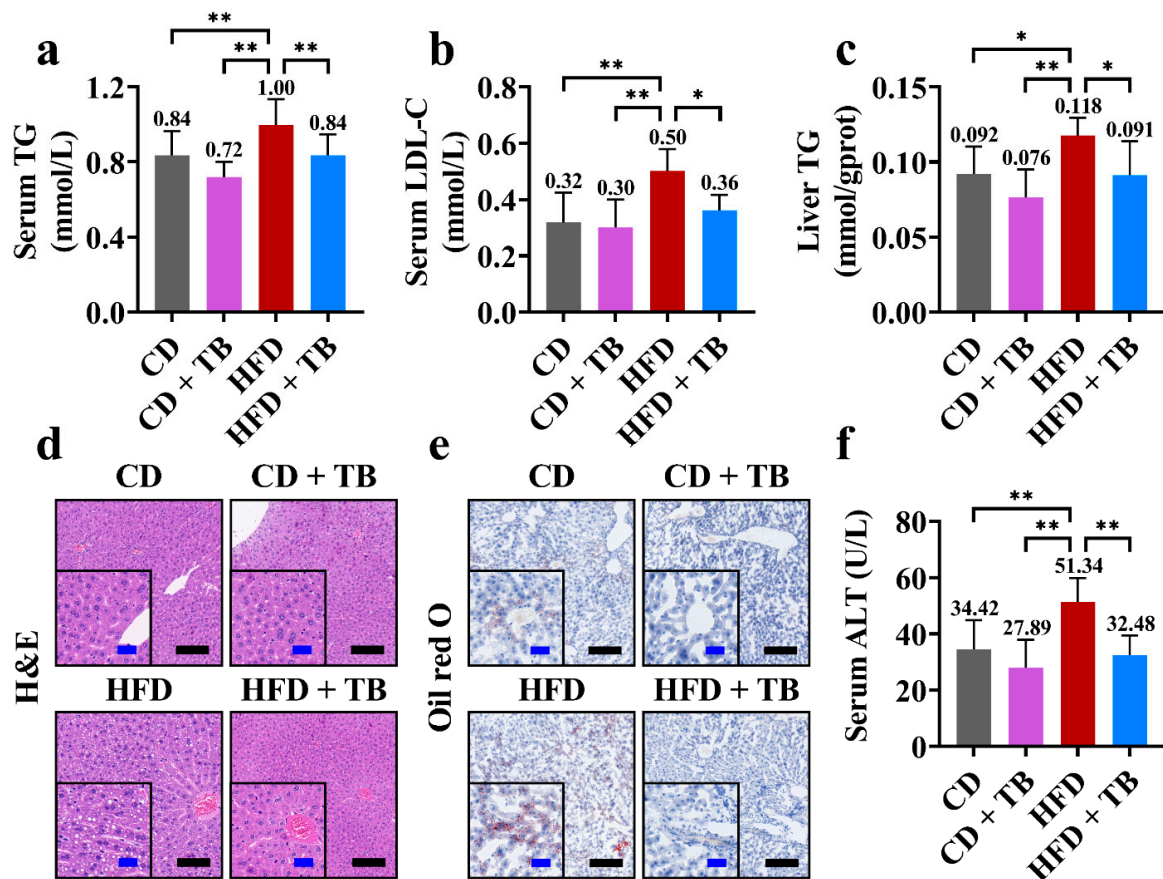 a
**
**
**
1.00
0.84
0.72
0.84
1.2
0.8
0.4
0.0
Serum TG
(mmol/L)
CD
CD + TB
HFD
HFD + TB
b
**
**
*
0.50
0.32
0.30
0.36
0.8
0.6
0.4
0.2
0.0
Serum LDL-C
(mmol/L)
CD
CD + TB
HFD
HFD + TB
c
*
**
*
0.118
0.092
0.076
0.091
0.15
0.10
0.05
0.00
Liver TG
(mmol/gprot)
CD
CD + TB
HFD
HFD + TB
d
CD
CD + TB
H&E
HFD
HFD + TB
e
CD
CD + TB
Oil red O
HFD
HFD + TB
f
**
**
**
51.34
34.42
27.89
32.48
80
60
40
20
0
Serum ALT (U/L)
CD
CD + TB
HFD
HFD + TB